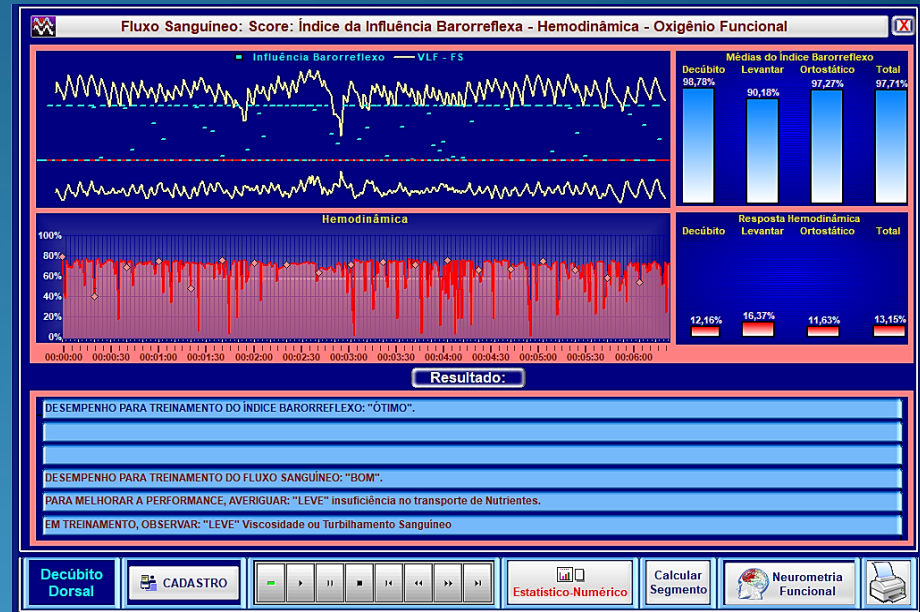 Fluxo Sanguíneo: Score: Índice da Influência Barorreflexa - Hemodinâmica - Oxigênio Funcional
Influência Barorreflexo VLF - FS
Médias do Índice Barorreflexo
Decúbito Levantar Ortostático Total
98,78% 90,18% 97,27% 97,71%
Hemodinâmica
100%
80%
60%
40%
20%
0%
00:00:00 00:00:30 00:01:00 00:01:30 00:02:00 00:02:30 00:03:00 00:03:30 00:04:00 00:04:30 00:05:00 00:05:30 00:06:00
Resposta Hemodinâmica
Decúbito Levantar Ortostático Total
12,16% 16,37% 11,63% 13,15%
Resultado:
DESEMPENHO PARA TREINAMENTO DO ÍNDICE BARORREFLEXO: "ÓTIMO".
DESEMPENHO PARA TREINAMENTO DO FLUXO SANGUÍNEO: "BOM".
PARA MELHORAR A PERFORMANCE, AVERIGUAR: "LEVE" insuficiência no transporte de Nutrientes.
EM TREINAMENTO, OBSERVAR: "LEVE" Viscosidade ou Turbilhamento Sanguíneo
Decúbito
Dorsal
CADASTRO
Estatístico-Numérico
Calcular
Segmento
Neurometria
Funcional